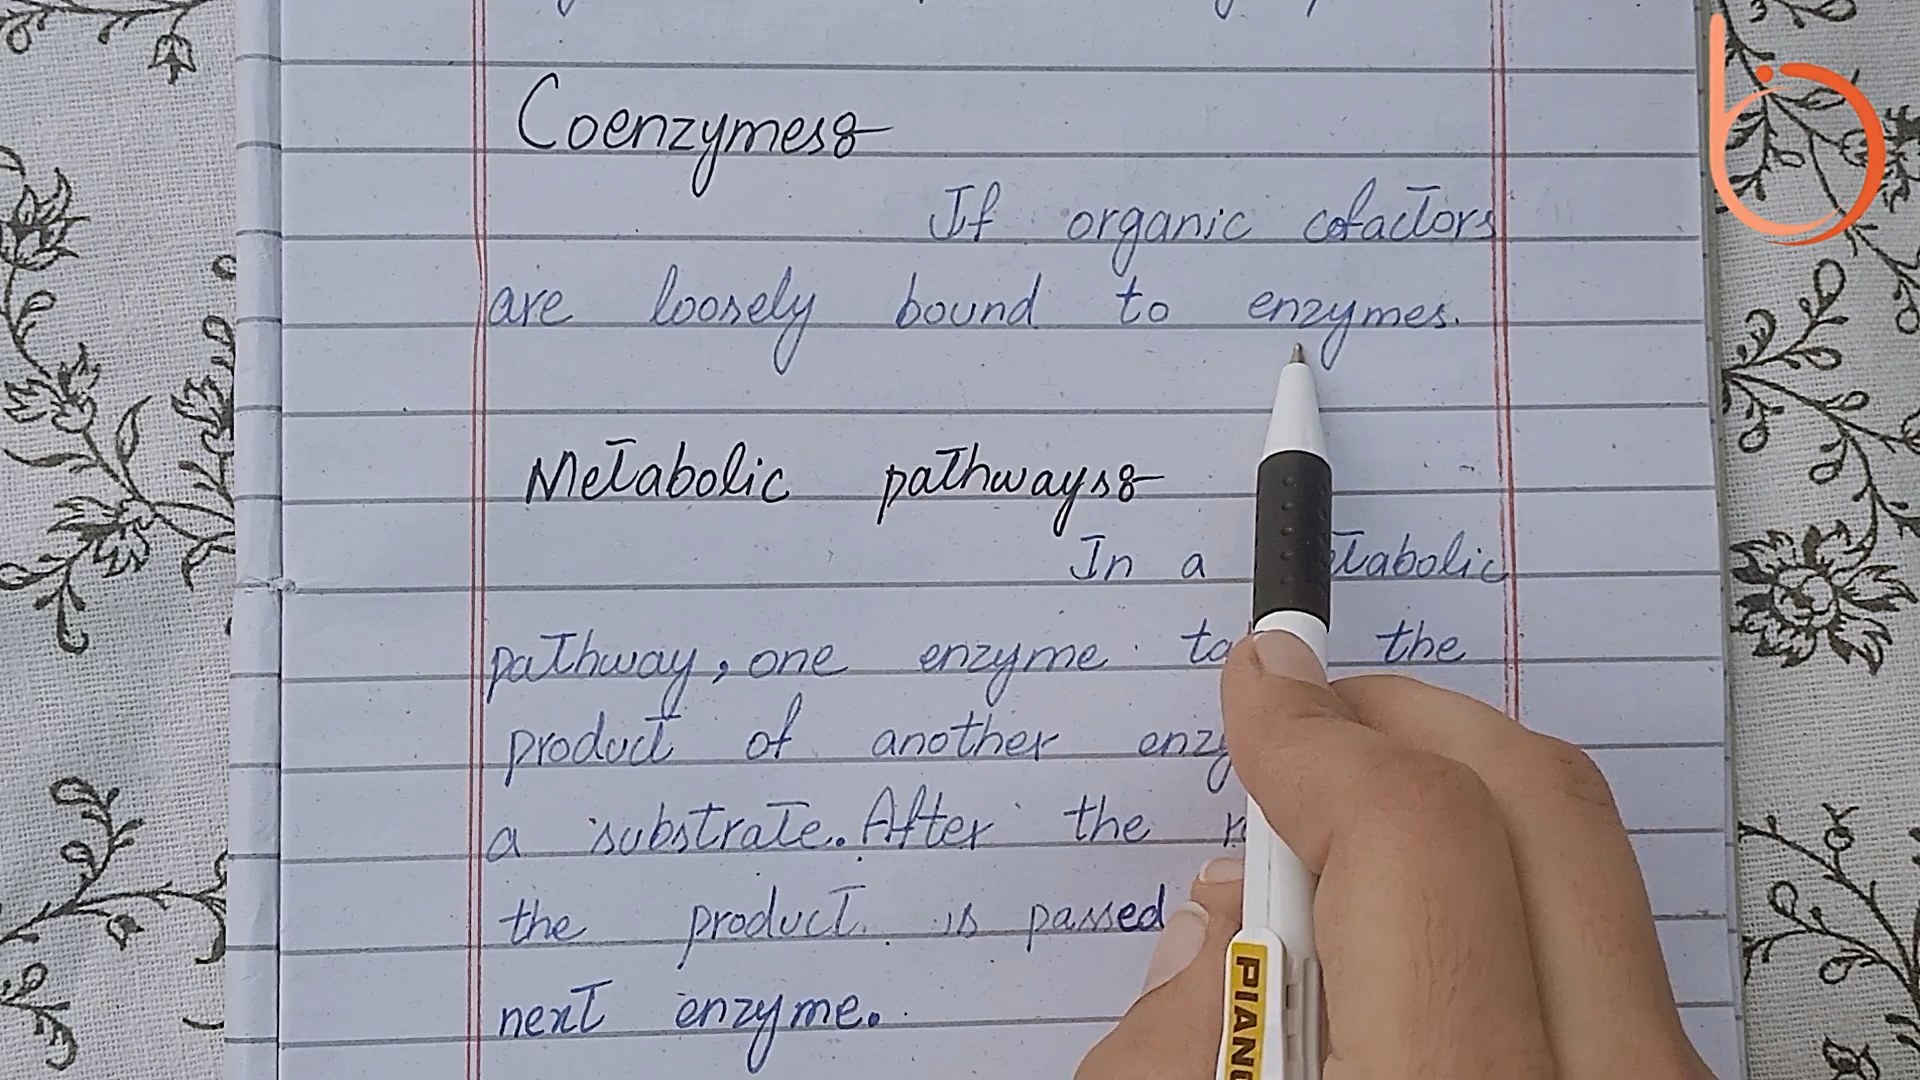 Coenzymes:-
If organic cofactors
are loosely bound to enzymes.
Metabolic pathways:-
In a
pathway, one enzyme the
product of another
a substrate. After the
the product is passed
next enzyme.
PIANO